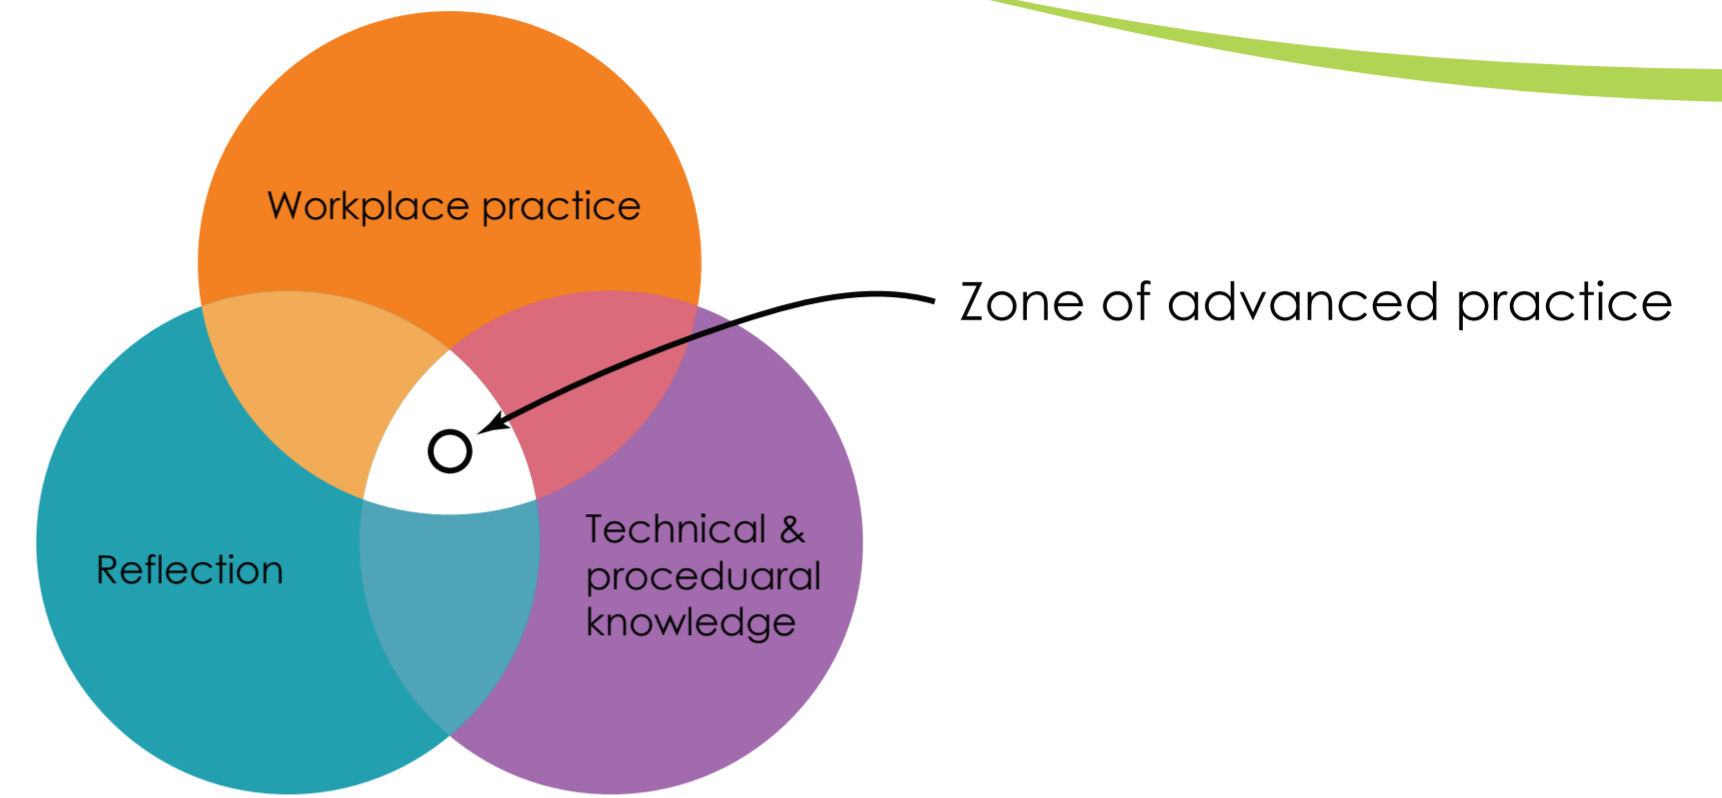 Workplace practice
Zone of advanced practice
Reflection
Technical &
proceduaral
knowledge